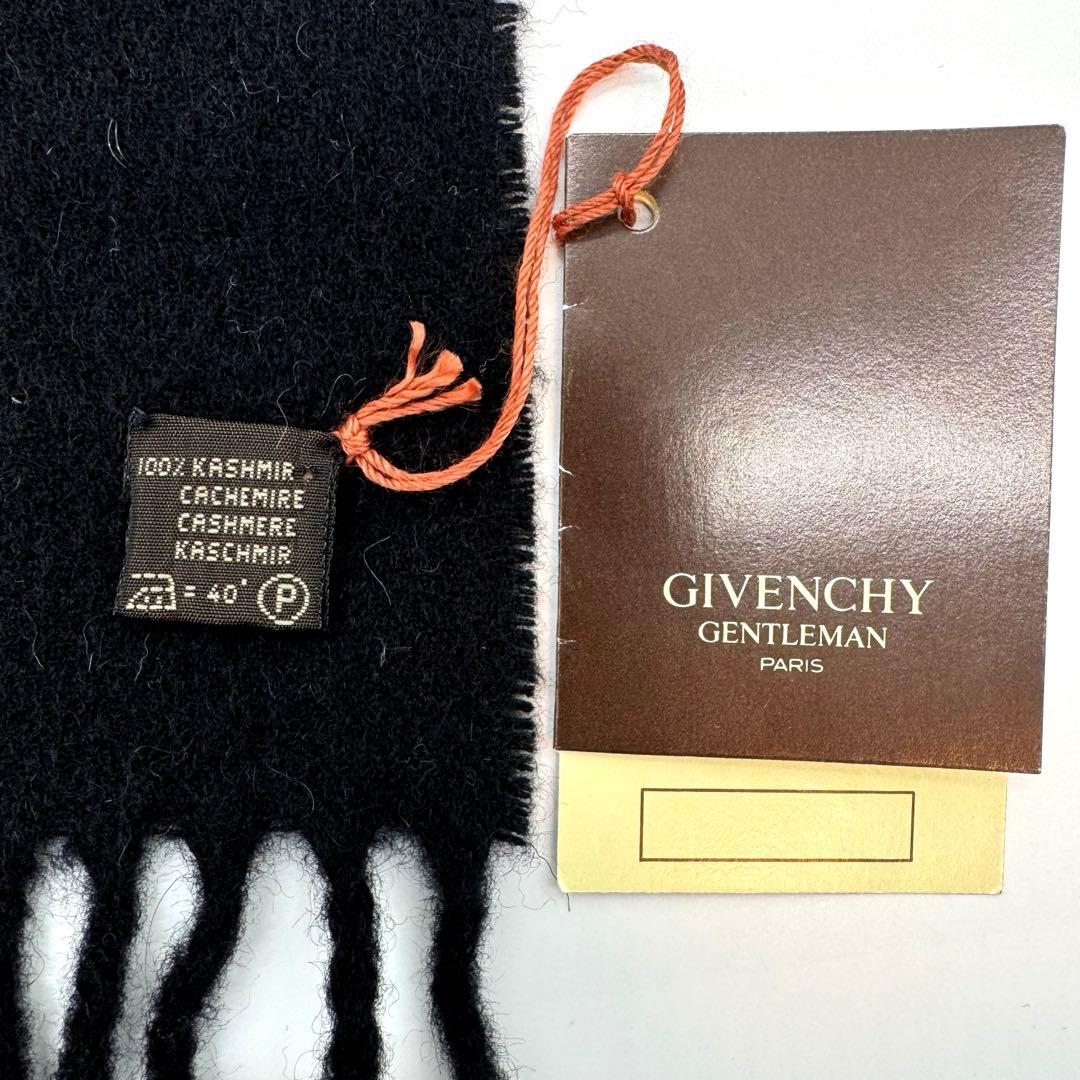 100% KASHMIR
CACHEMIRE
CASHMERE
KASCHMIR
= 40° P
GIVENCHY
GENTLEMAN
PARIS